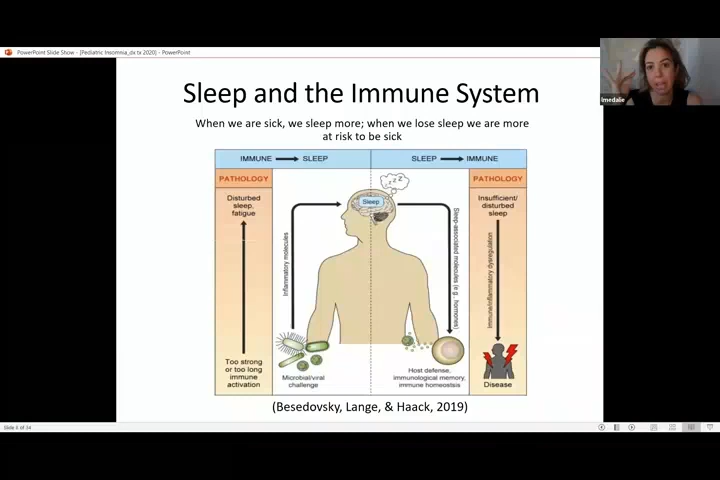 PowerPoint Slide Show - [Pediatric Insomnia_dx tx 2020] - PowerPoint
lmedalie
Sleep and the Immune System
When we are sick, we sleep more; when we lose sleep we are more
at risk to be sick
IMMUNE → SLEEP
SLEEP → IMMUNE
PATHOLOGY
Disturbed
sleep,
fatigue
Too strong
or too long
immune
activation
Inflammatory molecules
Microbial/viral
challenge
zzZ
Sleep
Sleep-associated molecules (e.g., hormones)
Host defense,
immunological memory,
immune homeostsis
PATHOLOGY
Insufficient/
disturbed
sleep
Immune/inflammatory dysregulation
Disease
(Besedovsky, Lange, & Haack, 2019)
Slide 6 of 34